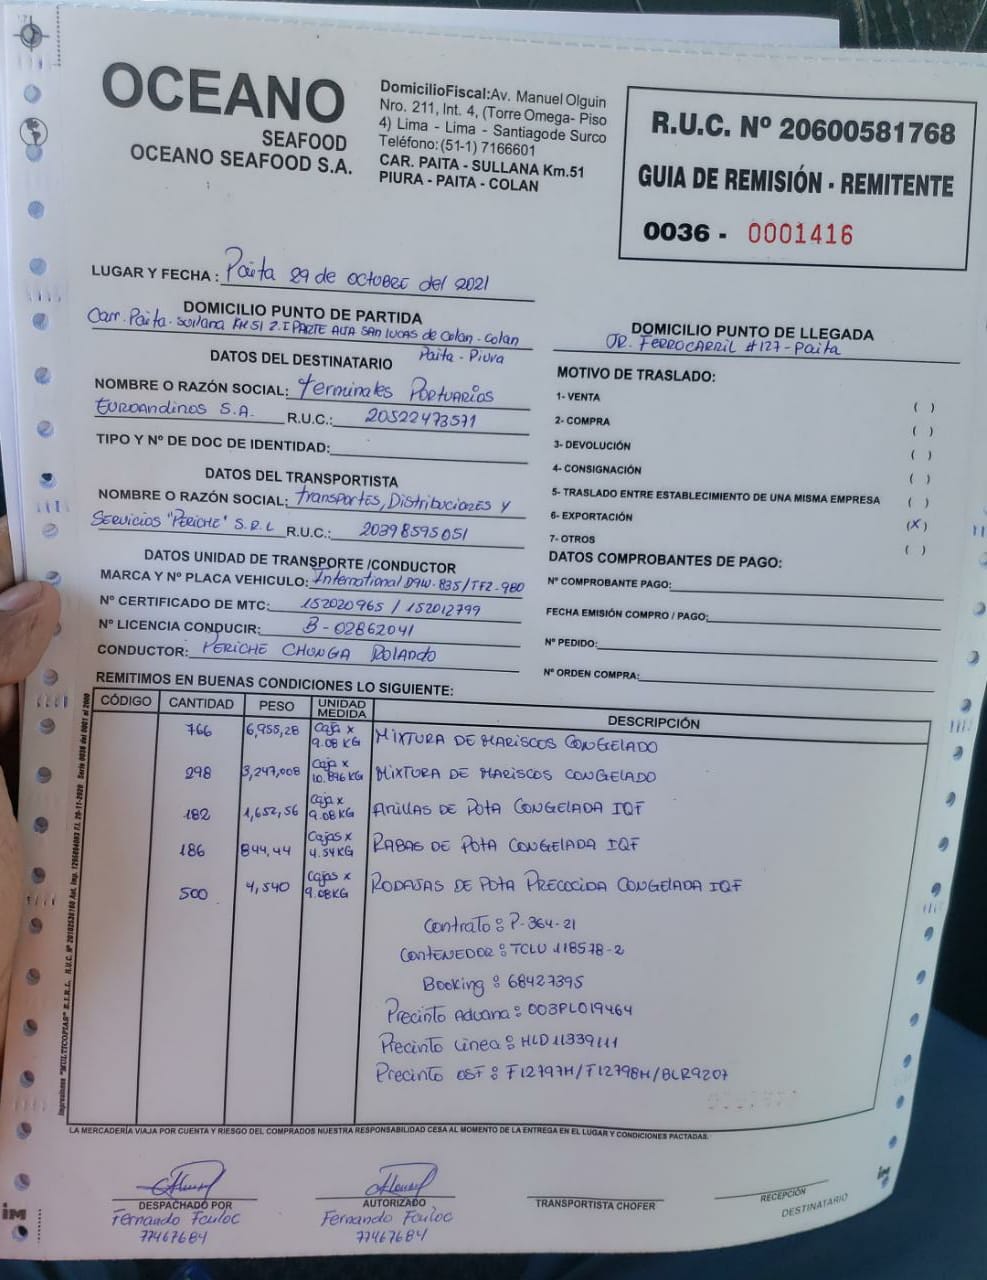 OCEANO
SEAFOOD
OCEANO SEAFOOD S.A.
DomicilioFiscal:Av. Manuel Olguin
Nro. 211, Int. 4, (Torre Omega- Piso
4) Lima - Lima - Santiagode Surco
Teléfono:(51-1) 7166601
CAR. PAITA - SULLANA Km.51
PIURA - PAITA - COLAN
R.U.C. Nº 20600581768
GUIA DE REMISIÓN - REMITENTE
0036 - 0001416
LUGAR Y FECHA : Paita 29 de octubre del 2021
DOMICILIO PUNTO DE PARTIDA
Carr. Paita - Sullana KM 51 Z.I PARTE ALTA SAN LUCAS de Colan - Colan
Paita - Piura
DOMICILIO PUNTO DE LLEGADA
JR. FERROCARRIL #127 - Paita
DATOS DEL DESTINATARIO
NOMBRE O RAZÓN SOCIAL: Terminales Portuarios
Euroandinos S.A. R.U.C.: 20522473571
TIPO Y Nº DE DOC DE IDENTIDAD:
DATOS DEL TRANSPORTISTA
NOMBRE O RAZÓN SOCIAL: Transportes, Distribuciones y
Servicios "PERICHE" S.R.L R.U.C.: 20398595051
DATOS UNIDAD DE TRANSPORTE /CONDUCTOR
MARCA Y Nº PLACA VEHICULO: International D9W-835/TFZ-980
Nº CERTIFICADO DE MTC: 152020965 / 152012799
Nº LICENCIA CONDUCIR: B-02862041
CONDUCTOR: PERICHE CHUNGA ROLANDO
MOTIVO DE TRASLADO:
1- VENTA ( )
2- COMPRA ( )
3- DEVOLUCIÓN ( )
4- CONSIGNACIÓN ( )
5- TRASLADO ENTRE ESTABLECIMIENTO DE UNA MISMA EMPRESA ( )
6- EXPORTACIÓN (X)
7- OTROS ( )
DATOS COMPROBANTES DE PAGO:
Nº COMPROBANTE PAGO:
FECHA EMISIÓN COMPRO / PAGO:
Nº PEDIDO:
Nº ORDEN COMPRA:
REMITIMOS EN BUENAS CONDICIONES LO SIGUIENTE:
CÓDIGO CANTIDAD PESO UNIDAD MEDIDA DESCRIPCIÓN
766 6,955,28 Caja x 9.08 KG MIXTURA DE MARISCOS CONGELADO
298 3,247,008 Caja x 10.896 KG MIXTURA DE MARISCOS CONGELADO
182 1,652,56 Caja x 9.08KG ANILLAS DE POTA CONGELADA IQF
186 844,44 Cajas x 4.54KG RABAS DE POTA CONGELADA IQF
500 4,540 Cajas x 9.08KG RODAJAS DE POTA PRECOCIDA CONGELADA IQF
Contrato : P-364-21
CONTENEDOR : TCLU 118578-2
Booking : 68427395
Precinto Aduana : 003PL019464
Precinto Linea : HLD 11339111
Precinto OSF : F12797H/F12798H/BLR9207
LA MERCADERÍA VIAJA POR CUENTA Y RIESGO DEL COMPRADOS NUESTRA RESPONSABILIDAD CESA AL MOMENTO DE LA ENTREGA EN EL LUGAR Y CONDICIONES PACTADAS.
DESPACHADO POR
Fernando Fouloc
77467684
AUTORIZADO
Fernando Fouloc
77467684
TRANSPORTISTA CHOFER
RECEPCIÓN
DESTINATARIO